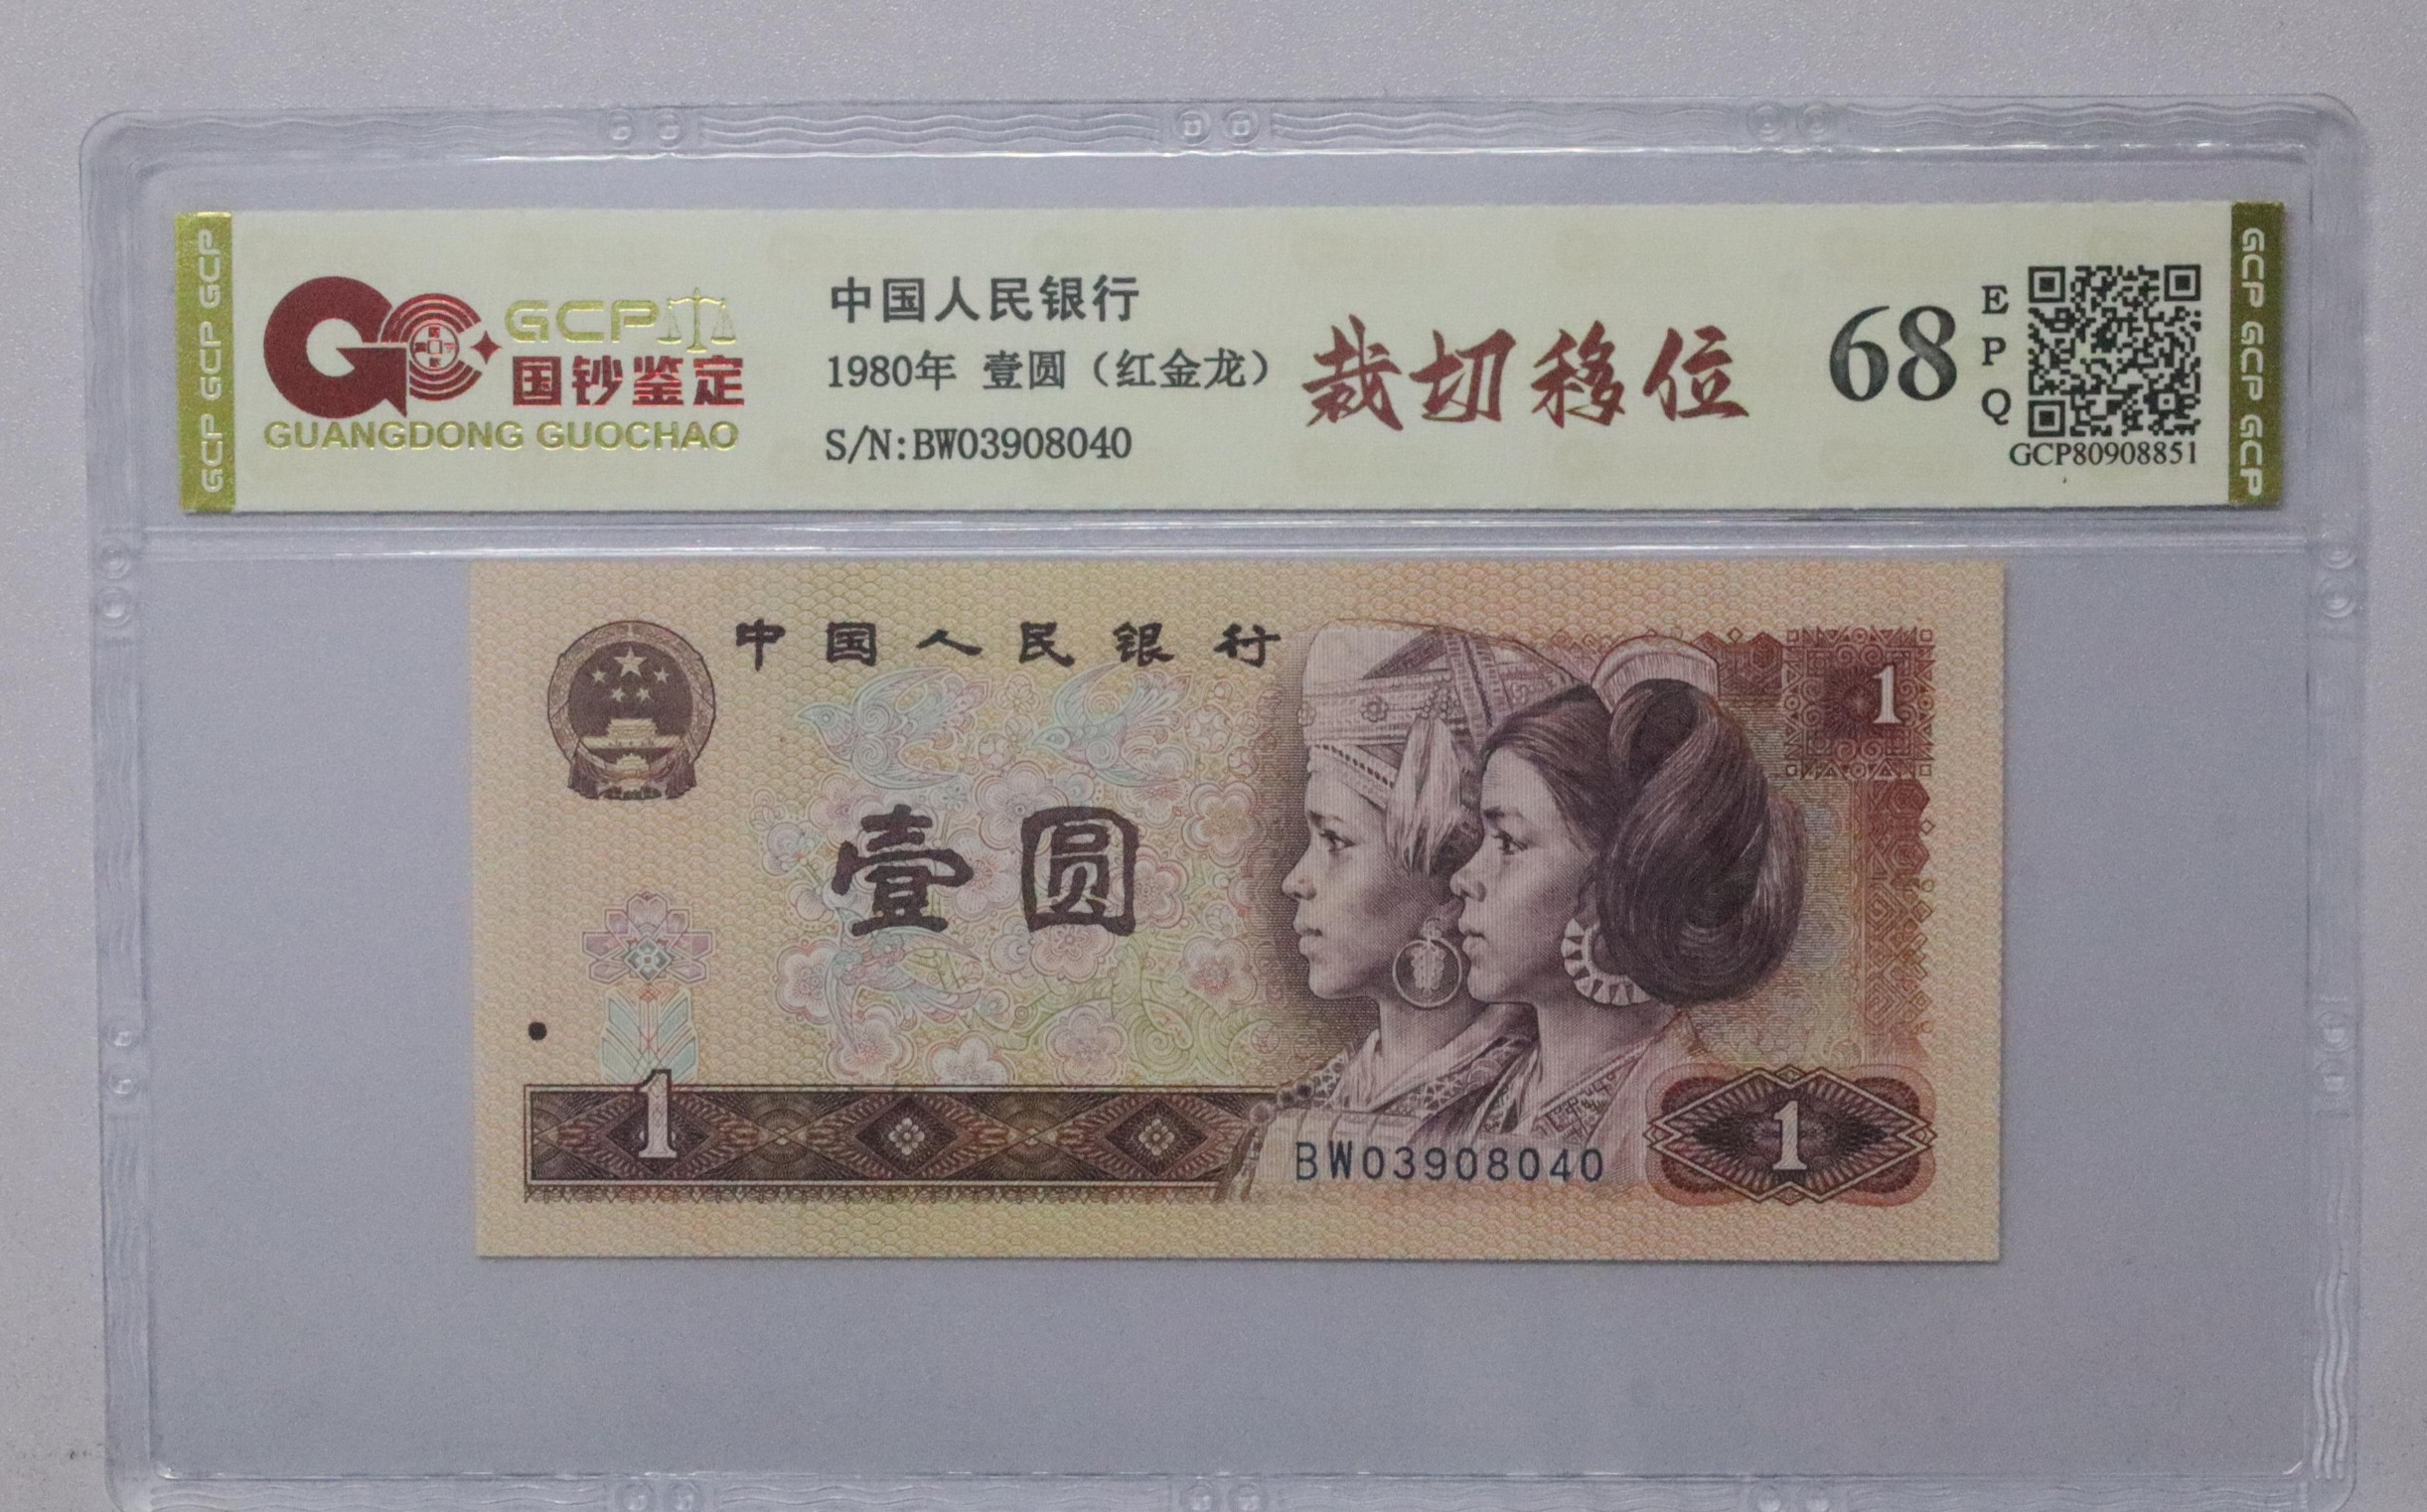 GCP GCP GCP
GCP
国钞鉴定
GUANGDONG GUOCHAO
中国人民银行
1980年 壹圆（红金龙）
S/N:BW03908040
裁切移位
68
EPQ
GCP80908851
GCP GCP GCP
中国人民银行
1
壹圆
1
BW03908040
1